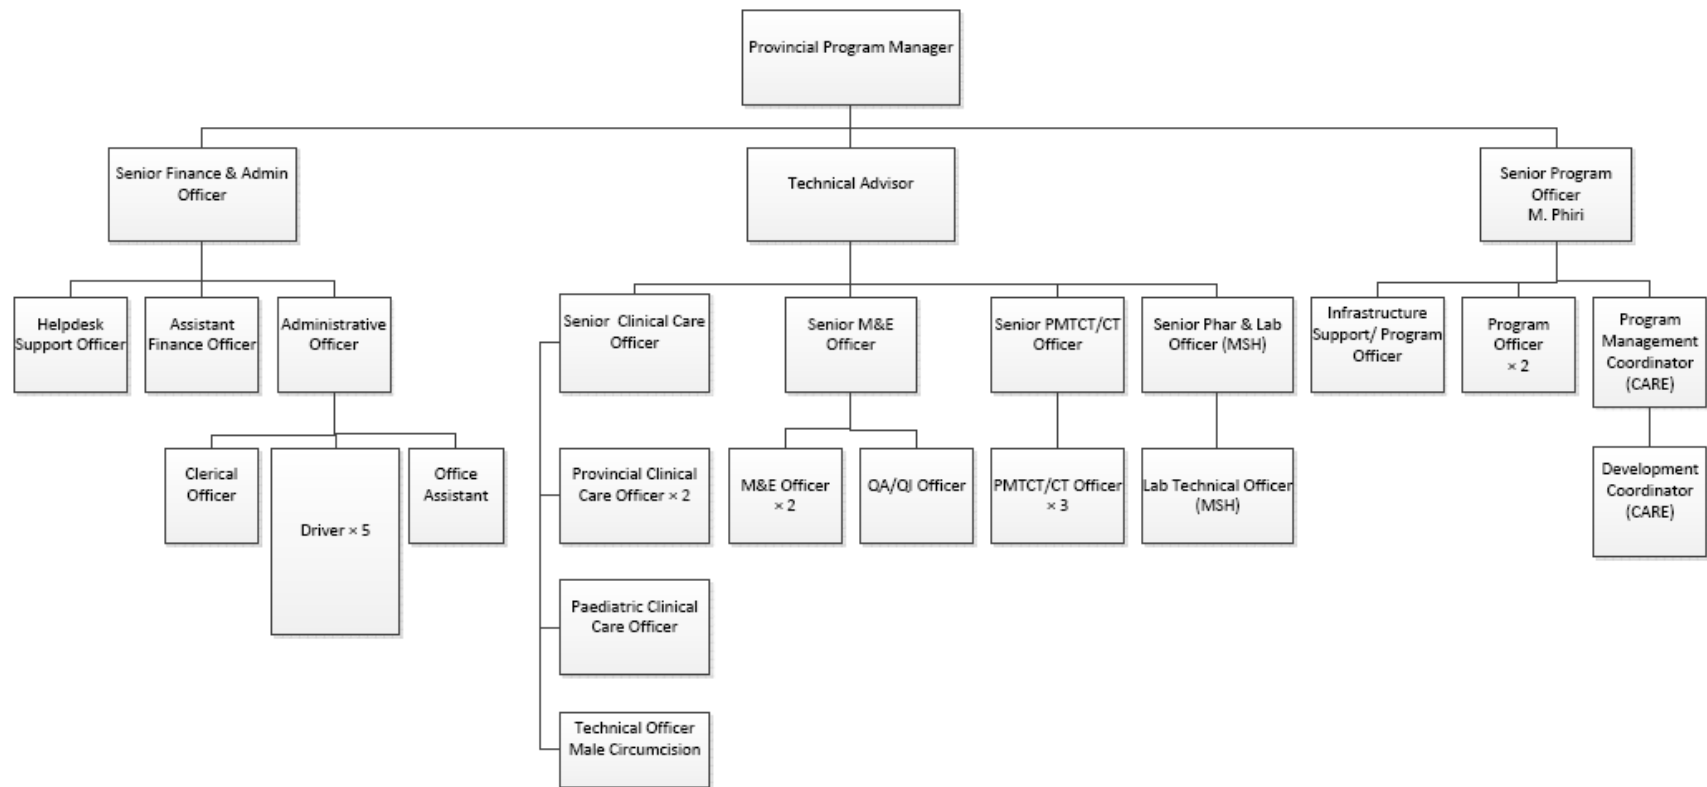 Provincial Program Manager
Senior Finance & Admin
Officer
Technical Advisor
Senior Program
Officer
M. Phiri
Helpdesk
Support Officer
Assistant
Finance Officer
Administrative
Officer
Senior Clinical Care
Officer
Senior M&E
Officer
Senior PMTCT/CT
Officer
Senior Phar & Lab
Officer (MSH)
Infrastructure
Support/ Program
Officer
Program
Officer
× 2
Program
Management
Coordinator
(CARE)
Clerical
Officer
Driver × 5
Office
Assistant
Provincial Clinical
Care Officer × 2
M&E Officer
× 2
QA/QI Officer
PMTCT/CT Officer
× 3
Lab Technical Officer
(MSH)
Development
Coordinator
(CARE)
Paediatric Clinical
Care Officer
Technical Officer
Male Circumcision